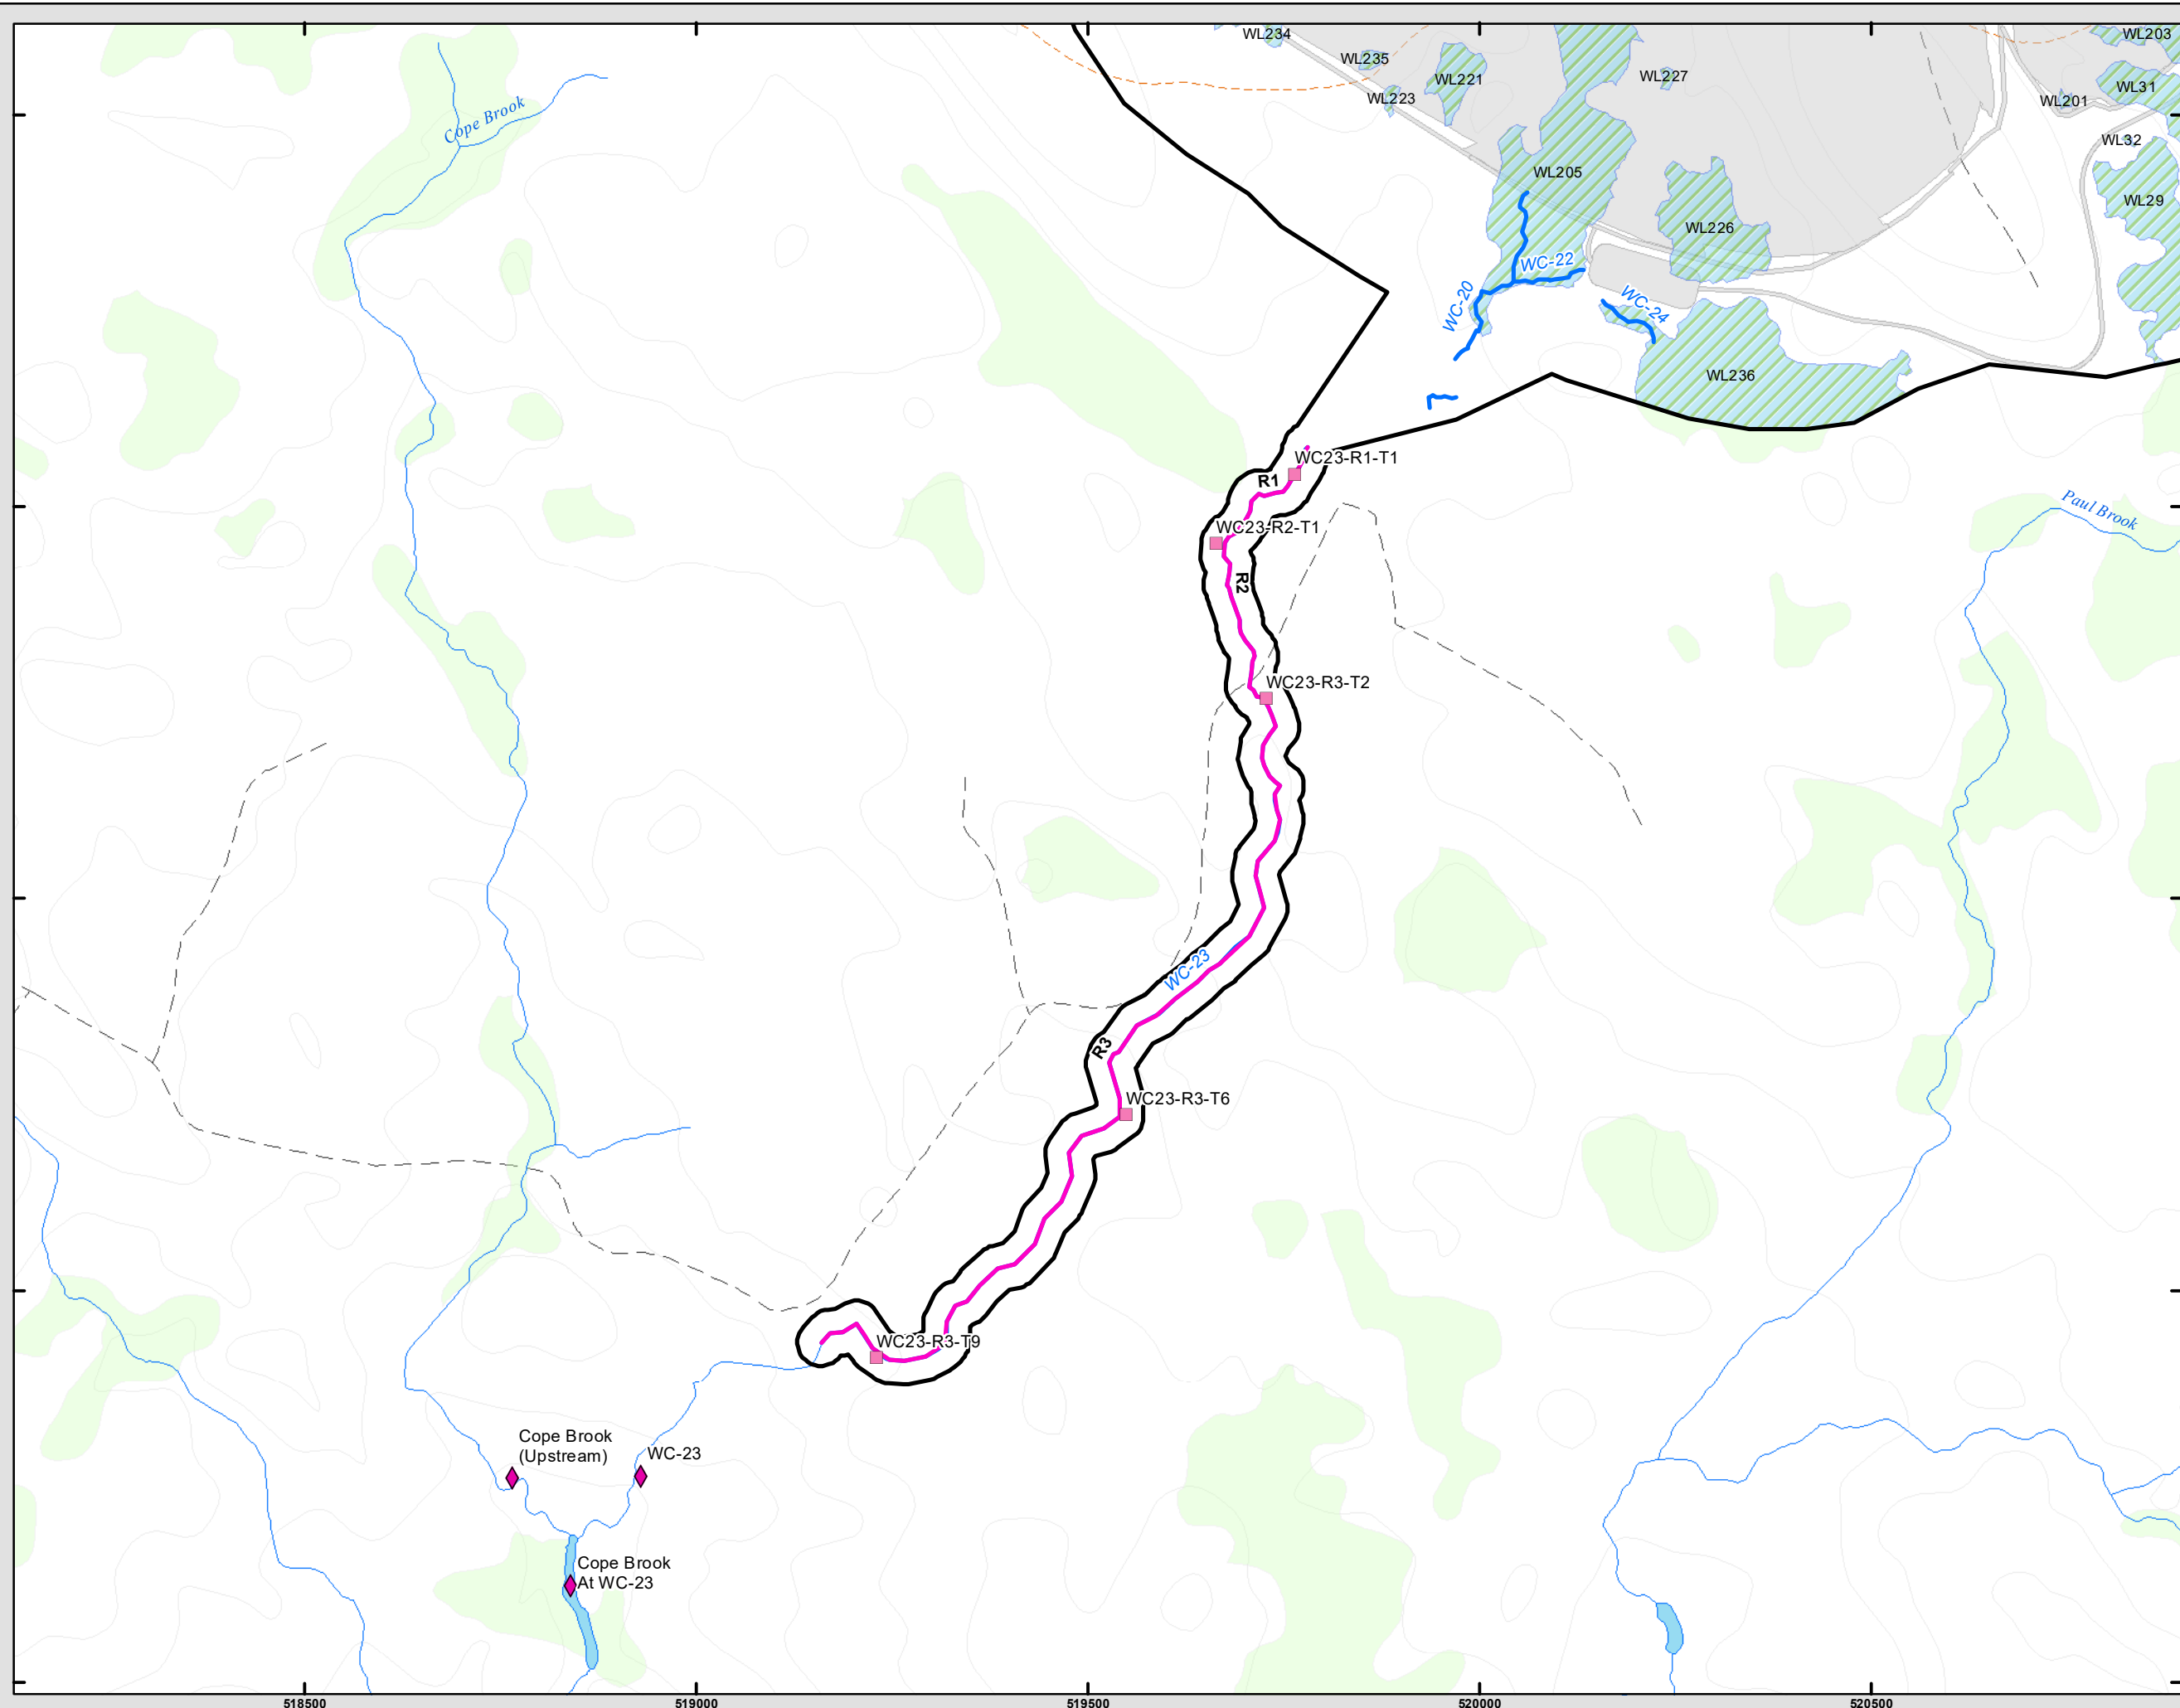 WL234
WL203
WL235
WL221
WL227
WL31
WL223
WL201
Cope Brook
WL32
WL205
WL29
WL226
WC-22
WC-20
WC-24
WL236
WC23-R1-T1
R1
Paul Brook
WC23-R2-T1
R2
WC23-R3-T2
WC-23
R3
WC23-R3-T6
WC23-R3-T9
Cope Brook
(Upstream)
WC-23
Cope Brook
At WC-23
518500
519000
519500
520000
520500